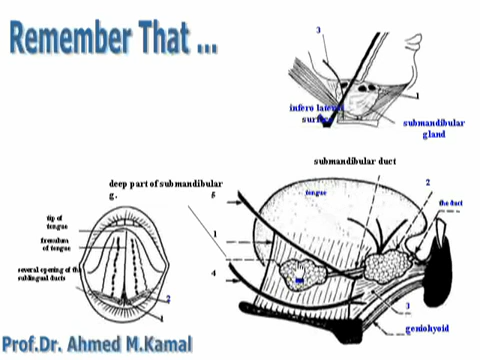 Remember That ...
3
1
infero lateral
surface
submandibular
gland
submandibular duct
deep part of submandibular
g.
5
tongue
2
the duct
1
4
3
geniohyoid
tip of
tongue
frenulum
of tongue
several opening of the
sublingual ducts
2
1
Prof.Dr. Ahmed M.Kamal